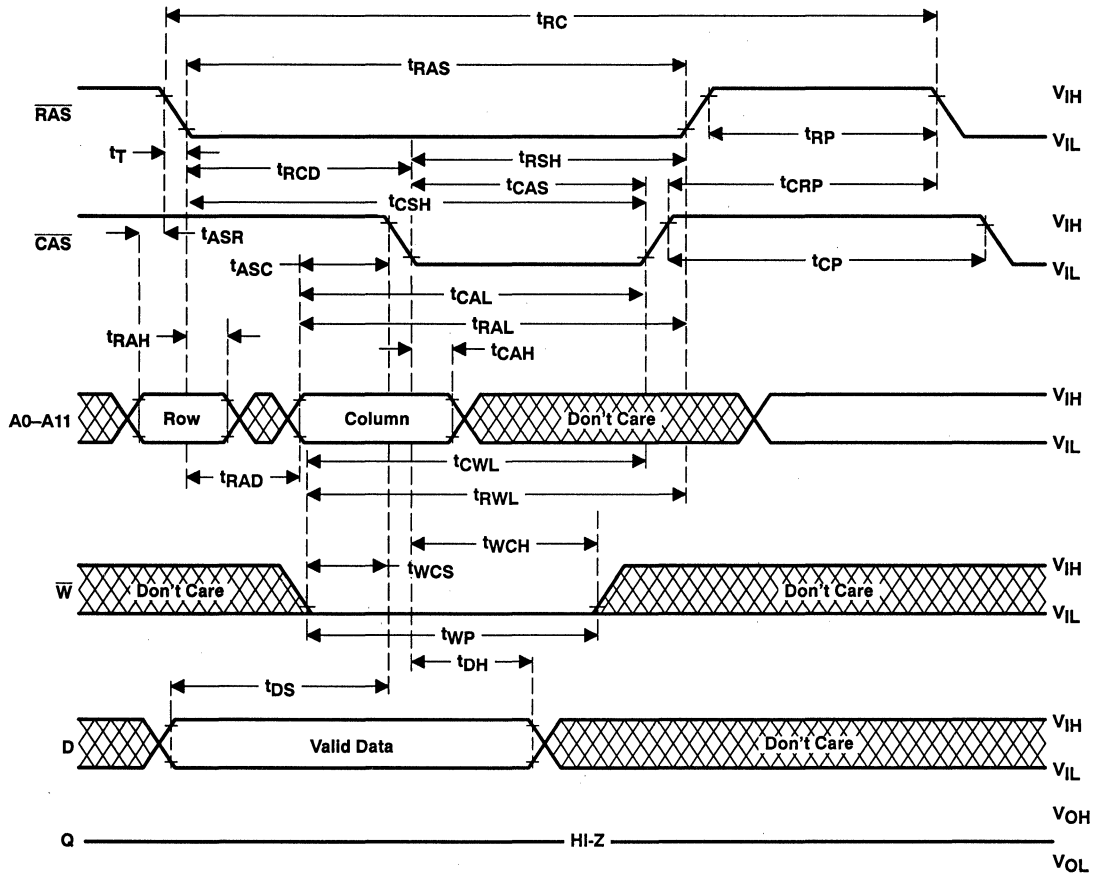 tRC
tRAS
RAS
VIH
VIL
tRP
tT
tRCD
tRSH
tCAS
tCRP
tCSH
CAS
VIH
VIL
tASR
tASC
tCP
tCAL
tRAL
tRAH
tCAH
A0–A11
Row
Column
Don't Care
VIH
VIL
tCWL
tRAD
tRWL
tWCH
tWCS
W
Don't Care
Don't Care
VIH
VIL
tWP
tDH
tDS
D
Valid Data
Don't Care
VIH
VIL
VOH
Q
HI-Z
VOL